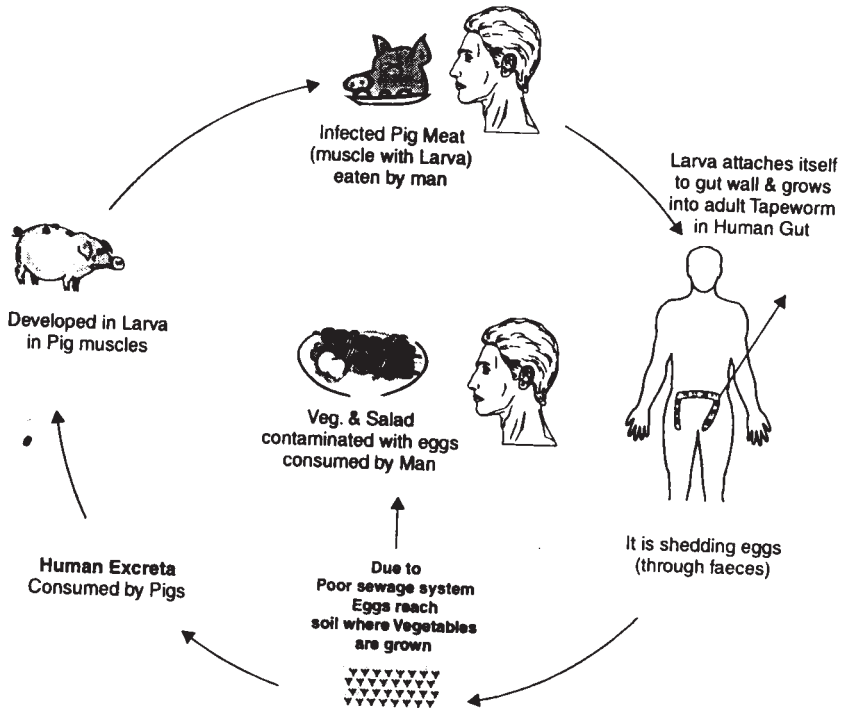 Infected Pig Meat
(muscle with Larva)
eaten by man
Larva attaches itself
to gut wall & grows
into adult Tapeworm
in Human Gut
Developed in Larva
in Pig muscles
Veg. & Salad
contaminated with eggs
consumed by Man
It is shedding eggs
(through faeces)
Human Excreta
Consumed by Pigs
Due to
Poor sewage system
Eggs reach
soil where Vegetables
are grown